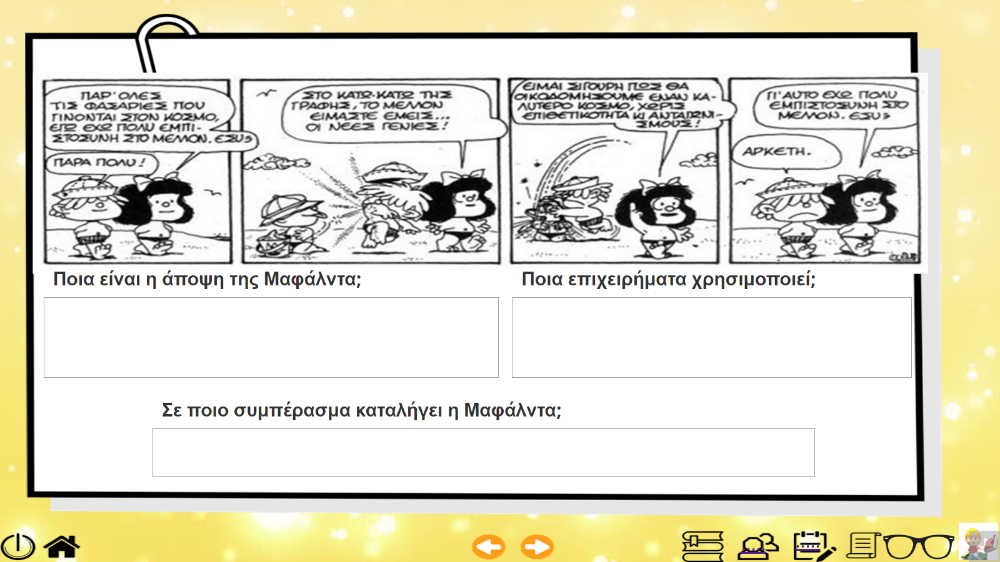 ΠΑΡ' ΟΛΕΣ
ΤΙΣ ΦΑΣΑΡΙΕΣ ΠΟΥ
ΓΙΝΟΝΤΑΙ ΣΤΟΝ ΚΟΣΜΟ,
ΕΓΩ ΕΧΩ ΠΟΛΥ ΕΜΠΙ-
ΣΤΟΣΥΝΗ ΣΤΟ ΜΕΛΛΟΝ. ΕΣΥ;
ΠΑΡΑ ΠΟΛΥ!
ΣΤΟ ΚΑΤΩ-ΚΑΤΩ ΤΗΣ
ΓΡΑΦΗΣ, ΤΟ ΜΕΛΛΟΝ
ΕΙΜΑΣΤΕ ΕΜΕΙΣ...
ΟΙ ΝΕΕΣ ΓΕΝΙΕΣ!
ΕΙΜΑΙ ΣΙΓΟΥΡΗ ΠΩΣ ΘΑ
ΟΙΚΟΔΟΜΗΣΟΥΜΕ ΕΝΑΝ ΚΑ-
ΛΥΤΕΡΟ ΚΟΣΜΟ, ΧΩΡΙΣ
ΕΠΙΘΕΤΙΚΟΤΗΤΑ ΚΙ ΑΝΤΑΓΩΝΙ-
ΣΜΟΥΣ!
ΓΙ' ΑΥΤΟ ΕΧΩ ΠΟΛΥ
ΕΜΠΙΣΤΟΣΥΝΗ ΣΤΟ
ΜΕΛΛΟΝ. ΕΣΥ;
ΑΡΚΕΤΗ.
Ποια είναι η άποψη της Μαφάλντα;
Ποια επιχειρήματα χρησιμοποιεί;
Σε ποιο συμπέρασμα καταλήγει η Μαφάλντα;